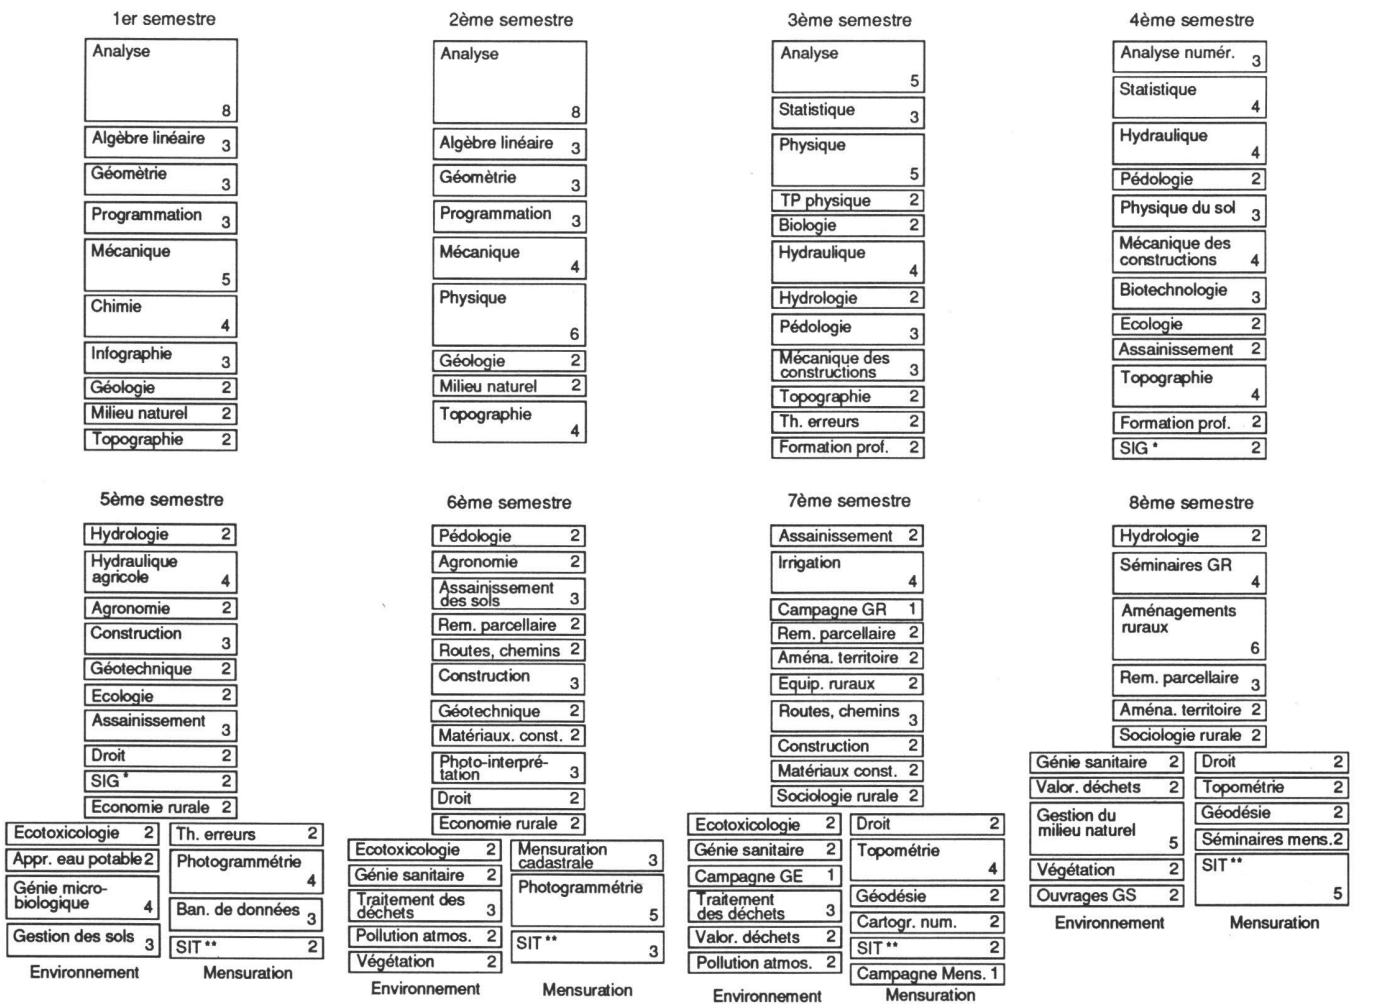 1er semestre
Analyse
8
Algèbre linéaire 3
Géomètrie 3
Programmation 3
Mécanique
5
Chimie
4
Infographie 3
Géologie 2
Milieu naturel 2
Topographie 2
2ème semestre
Analyse
8
Algèbre linéaire 3
Géomètrie 3
Programmation 3
Mécanique
4
Physique
6
Géologie 2
Milieu naturel 2
Topographie
4
3ème semestre
Analyse
5
Statistique 3
Physique
5
TP physique 2
Biologie 2
Hydraulique
4
Hydrologie 2
Pédologie 3
Mécanique des
constructions 3
Topographie 2
Th. erreurs 2
Formation prof. 2
4ème semestre
Analyse numér. 3
Statistique
4
Hydraulique
4
Pédologie 2
Physique du sol 3
Mécanique des
constructions 4
Biotechnologie 3
Ecologie 2
Assainissement 2
Topographie
4
Formation prof. 2
SIG * 2
5ème semestre
Hydrologie 2
Hydraulique
agricole 4
Agronomie 2
Construction 3
Géotechnique 2
Ecologie 2
Assainissement 3
Droit 2
SIG * 2
Economie rurale 2
Ecotoxicologie 2
Appr. eau potable 2
Génie micro-
biologique 4
Gestion des sols 3
Environnement
Th. erreurs 2
Photogrammétrie
4
Ban. de données 3
SIT ** 2
Mensuration
6ème semestre
Pédologie 2
Agronomie 2
Assainissement
des sols 3
Rem. parcellaire 2
Routes, chemins 2
Construction 3
Géotechnique 2
Matériaux. const. 2
Photo-interpré-
tation 3
Droit 2
Economie rurale 2
Ecotoxicologie 2
Génie sanitaire 2
Traitement des
déchets 3
Pollution atmos. 2
Végétation 2
Environnement
Mensuration
cadastrale 3
Photogrammétrie
5
SIT ** 3
Mensuration
7ème semestre
Assainissement 2
Irrigation
4
Campagne GR 1
Rem. parcellaire 2
Aména. territoire 2
Equip. ruraux 2
Routes, chemins 3
Construction 2
Matériaux const. 2
Sociologie rurale 2
Ecotoxicologie 2
Génie sanitaire 2
Campagne GE 1
Traitement
des déchets 3
Valor. déchets 2
Pollution atmos. 2
Environnement
Droit 2
Topométrie
4
Géodésie 2
Cartogr. num. 2
SIT ** 2
Campagne Mens. 1
Mensuration
8ème semestre
Hydrologie 2
Séminaires GR
4
Aménagements
ruraux
6
Rem. parcellaire 3
Aména. territoire 2
Sociologie rurale 2
Génie sanitaire 2
Valor. déchets 2
Gestion du
milieu naturel
5
Végétation 2
Ouvrages GS 2
Environnement
Droit 2
Topométrie 2
Géodésie 2
Séminaires mens. 2
SIT **
5
Mensuration